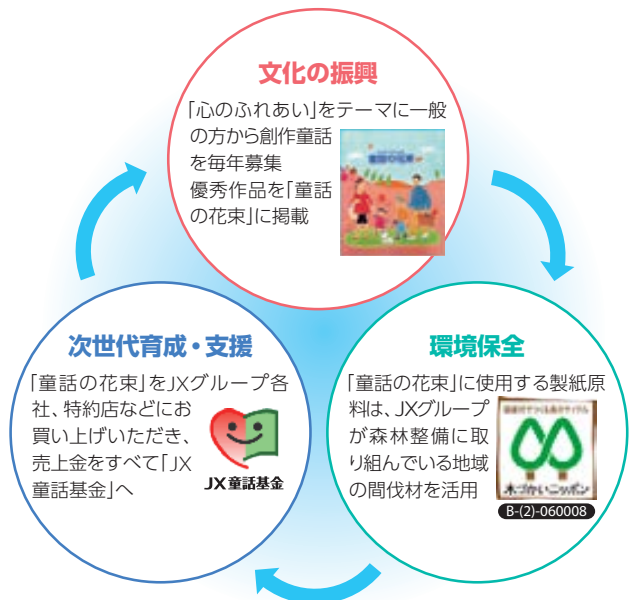 文化の振興
「心のふれあい」をテーマに一般
の方から創作童話
を毎年募集
優秀作品を「童話
の花束」に掲載
童話の花束
次世代育成・支援
「童話の花束」をJXグループ各
社、特約店などにお
買い上げいただき、
売上金をすべて「JX
童話基金」へ
JX童話基金
環境保全
「童話の花束」に使用する製紙原
料は、JXグループ
が森林整備に取
り組んでいる地域
の間伐材を活用
木づかいニッポン
B-(2)-060008